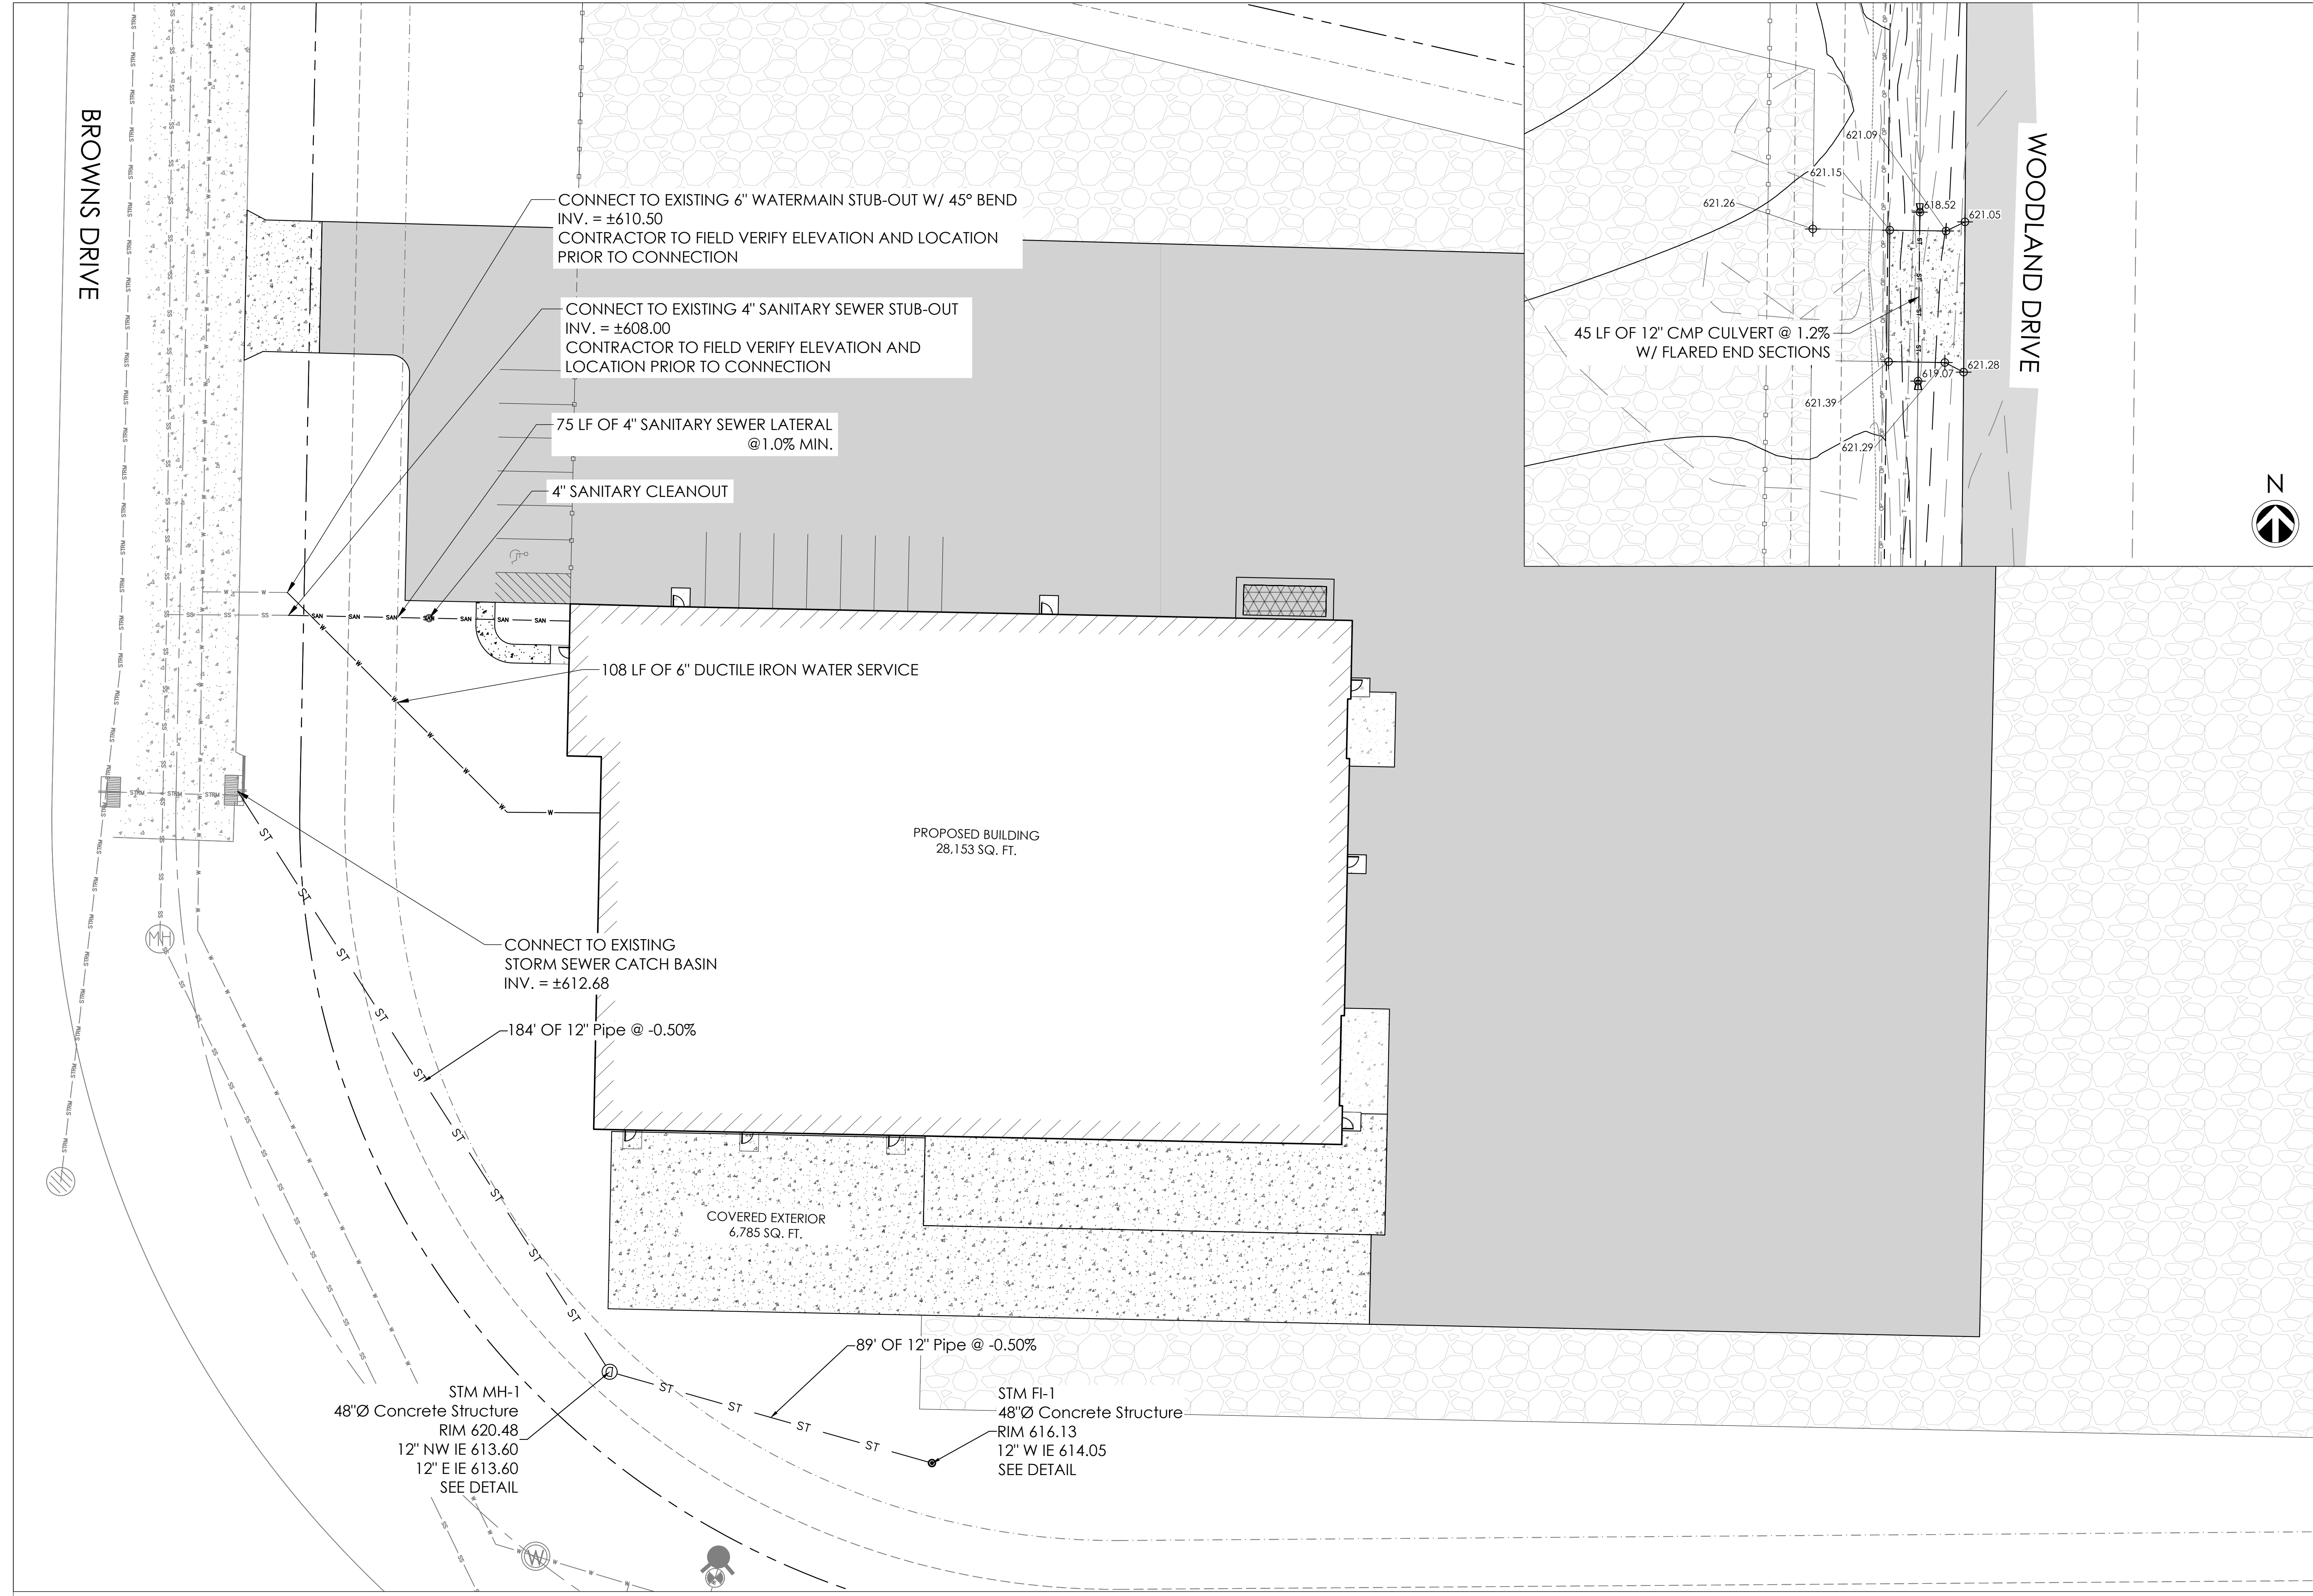 BROWNS DRIVE
CONNECT TO EXISTING 6" WATERMAIN STUB-OUT W/ 45° BEND
INV. = ±610.50
CONTRACTOR TO FIELD VERIFY ELEVATION AND LOCATION
PRIOR TO CONNECTION
CONNECT TO EXISTING 4" SANITARY SEWER STUB-OUT
INV. = ±608.00
CONTRACTOR TO FIELD VERIFY ELEVATION AND
LOCATION PRIOR TO CONNECTION
75 LF OF 4" SANITARY SEWER LATERAL
@1.0% MIN.
4" SANITARY CLEANOUT
108 LF OF 6" DUCTILE IRON WATER SERVICE
WOODLAND DRIVE
621.09
621.15
621.26
618.52
621.05
45 LF OF 12" CMP CULVERT @ 1.2%
W/ FLARED END SECTIONS
619.07
621.28
621.39
621.29
N
PROPOSED BUILDING
28,153 SQ. FT.
CONNECT TO EXISTING
STORM SEWER CATCH BASIN
INV. = ±612.68
184' OF 12" Pipe @ -0.50%
COVERED EXTERIOR
6,785 SQ. FT.
89' OF 12" Pipe @ -0.50%
STM MH-1
48"Ø Concrete Structure
RIM 620.48
12" NW IE 613.60
12" E IE 613.60
SEE DETAIL
STM FI-1
48"Ø Concrete Structure
RIM 616.13
12" W IE 614.05
SEE DETAIL
STRM
SS
W
SAN
ST
MH
W
OP
T